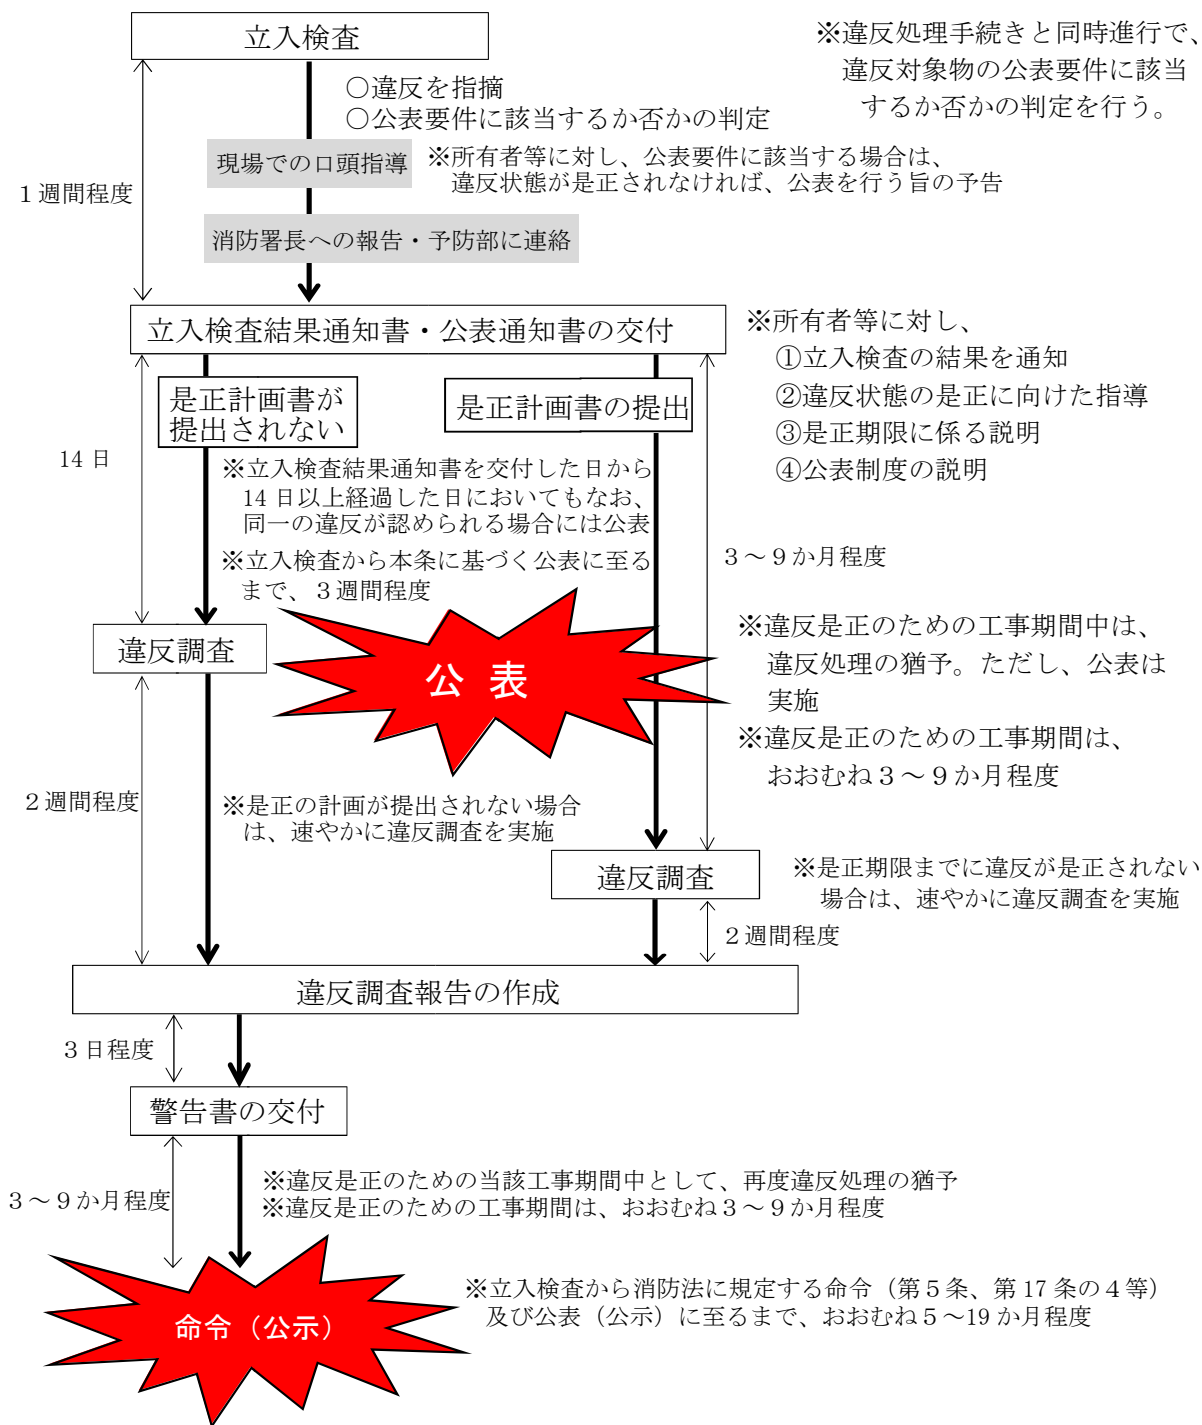 立入検査
※違反処理手続きと同時進行で、
違反対象物の公表要件に該当
するか否かの判定を行う。
○違反を指摘
○公表要件に該当するか否かの判定
現場での口頭指導
※所有者等に対し、公表要件に該当する場合は、
違反状態が是正されなければ、公表を行う旨の予告
１週間程度
消防署長への報告・予防部に連絡
立入検査結果通知書・公表通知書の交付
※所有者等に対し、
①立入検査の結果を通知
②違反状態の是正に向けた指導
③是正期限に係る説明
④公表制度の説明
是正計画書が
提出されない
是正計画書の提出
14 日
※立入検査結果通知書を交付した日から
14 日以上経過した日においてもなお、
同一の違反が認められる場合には公表
※立入検査から本条に基づく公表に至る
まで、３週間程度
３～９か月程度
違反調査
公 表
※違反是正のための工事期間中は、
違反処理の猶予。ただし、公表は
実施
※違反是正のための工事期間は、
おおむね３～９か月程度
２週間程度
※是正の計画が提出されない場合
は、速やかに違反調査を実施
違反調査
※是正期限までに違反が是正されない
場合は、速やかに違反調査を実施
２週間程度
違反調査報告の作成
３日程度
警告書の交付
３～９か月程度
※違反是正のための当該工事期間中として、再度違反処理の猶予
※違反是正のための工事期間は、おおむね３～９か月程度
命令（公示）
※立入検査から消防法に規定する命令（第５条、第 17 条の４等）
及び公表（公示）に至るまで、おおむね５～19 か月程度